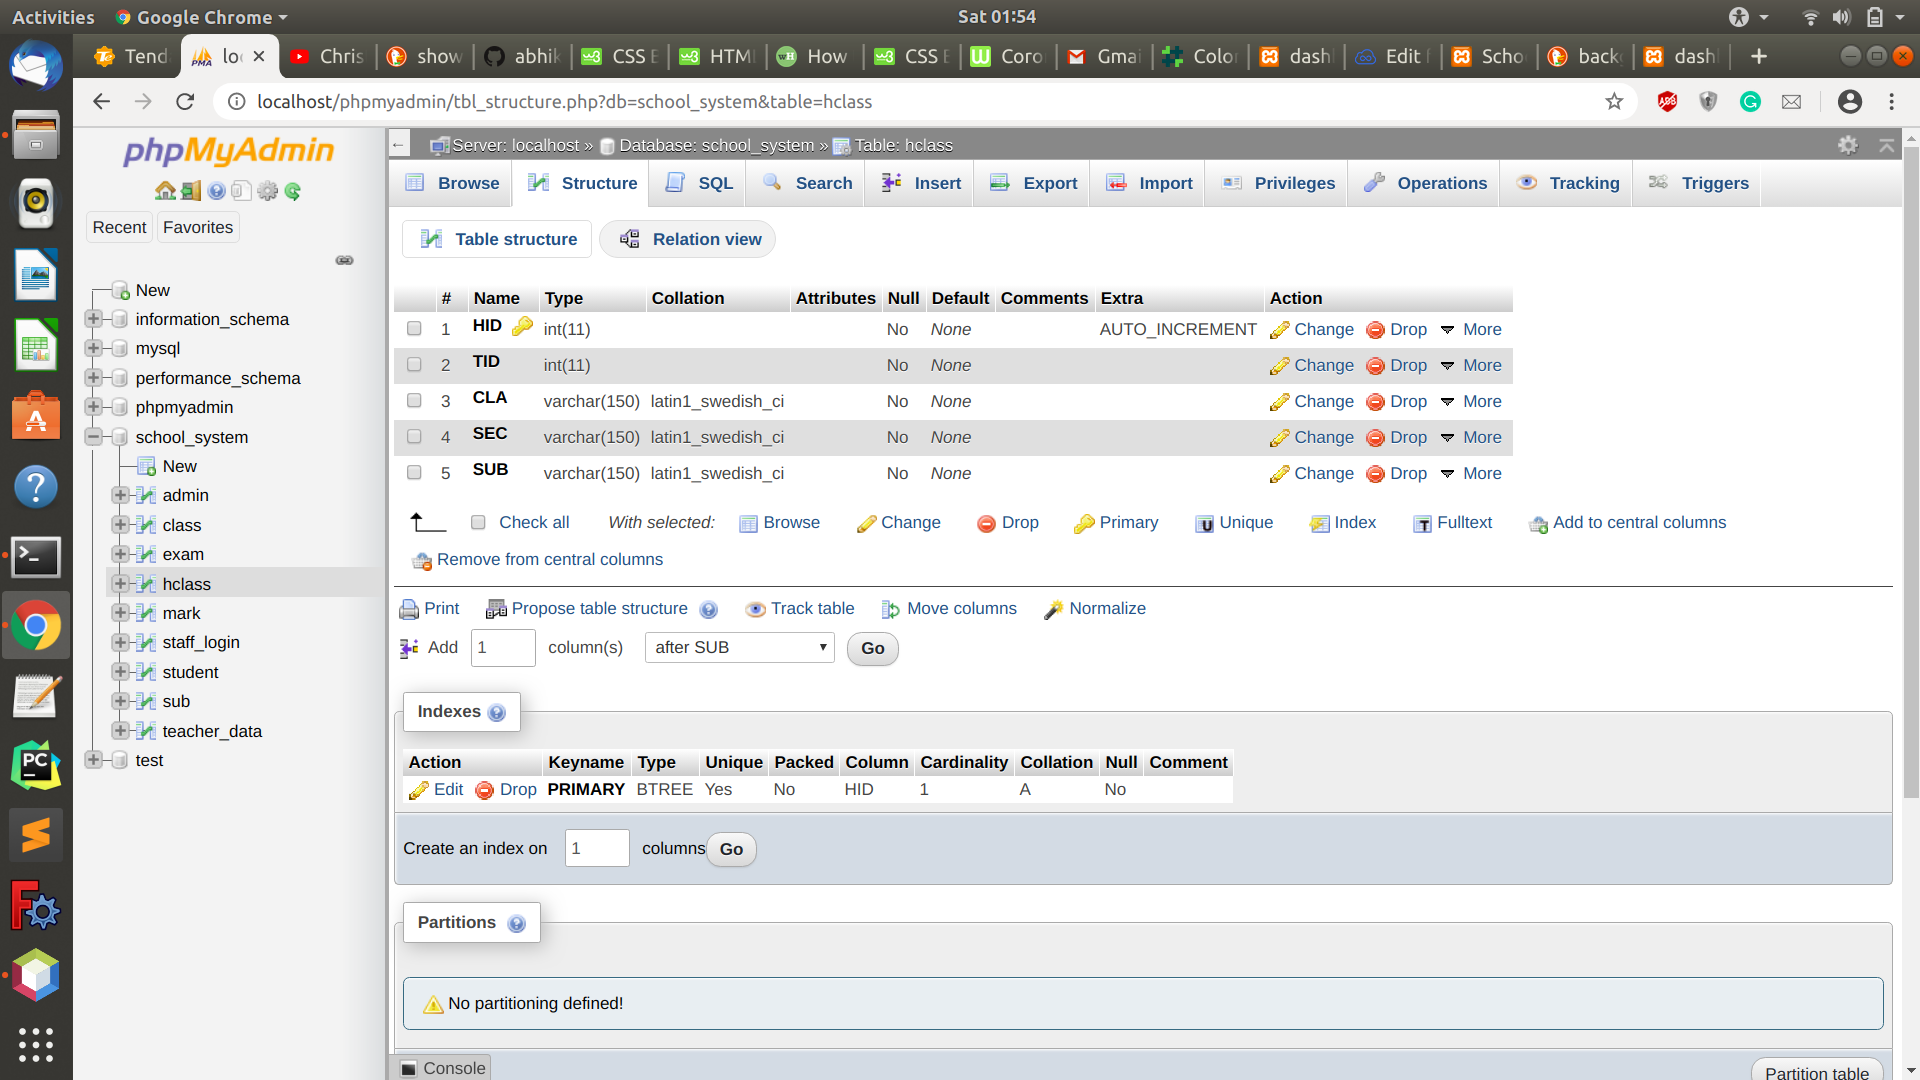 Activities Google Chrome Sat 01:54
Tend lo Chris show abhik CSS E HTML How CSS E Coro Gmai Color dash Edit f Scho back dash
localhost/phpmyadmin/tbl_structure.php?db=school_system&table=hclass
phpMyAdmin
Recent Favorites
New
information_schema
mysql
performance_schema
phpmyadmin
school_system
New
admin
class
exam
hclass
mark
staff_login
student
sub
teacher_data
test
Server: localhost » Database: school_system » Table: hclass
Browse Structure SQL Search Insert Export Import Privileges Operations Tracking Triggers
Table structure Relation view
# Name Type Collation Attributes Null Default Comments Extra Action
1 HID int(11) No None AUTO_INCREMENT Change Drop More
2 TID int(11) No None Change Drop More
3 CLA varchar(150) latin1_swedish_ci No None Change Drop More
4 SEC varchar(150) latin1_swedish_ci No None Change Drop More
5 SUB varchar(150) latin1_swedish_ci No None Change Drop More
Check all With selected: Browse Change Drop Primary Unique Index Fulltext Add to central columns
Remove from central columns
Print Propose table structure Track table Move columns Normalize
Add 1 column(s) after SUB Go
Indexes
Action Keyname Type Unique Packed Column Cardinality Collation Null Comment
Edit Drop PRIMARY BTREE Yes No HID 1 A No
Create an index on 1 columns Go
Partitions
No partitioning defined!
Console
Partition table